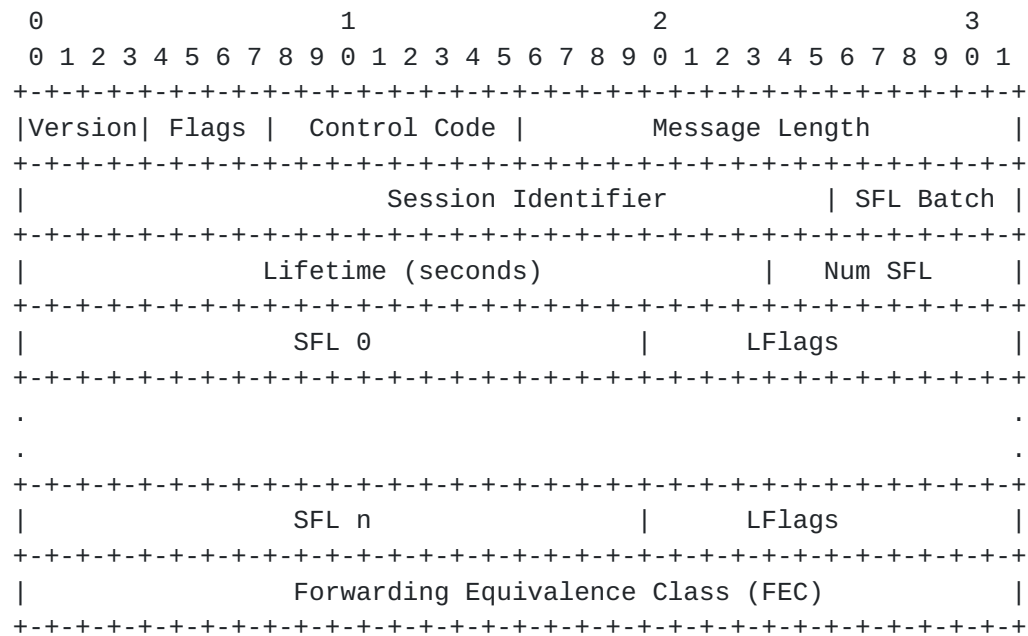 0                   1                   2                   3
 0 1 2 3 4 5 6 7 8 9 0 1 2 3 4 5 6 7 8 9 0 1 2 3 4 5 6 7 8 9 0 1
+-+-+-+-+-+-+-+-+-+-+-+-+-+-+-+-+-+-+-+-+-+-+-+-+-+-+-+-+-+-+-+-+
|Version| Flags |  Control Code |        Message Length         |
+-+-+-+-+-+-+-+-+-+-+-+-+-+-+-+-+-+-+-+-+-+-+-+-+-+-+-+-+-+-+-+-+
|                       Session Identifier          | SFL Batch |
+-+-+-+-+-+-+-+-+-+-+-+-+-+-+-+-+-+-+-+-+-+-+-+-+-+-+-+-+-+-+-+-+
|               Lifetime (seconds)              |   Num SFL     |
+-+-+-+-+-+-+-+-+-+-+-+-+-+-+-+-+-+-+-+-+-+-+-+-+-+-+-+-+-+-+-+-+
|                 SFL 0                 |      LFlags           |
+-+-+-+-+-+-+-+-+-+-+-+-+-+-+-+-+-+-+-+-+-+-+-+-+-+-+-+-+-+-+-+-+
.                                                               .
.                                                               .
+-+-+-+-+-+-+-+-+-+-+-+-+-+-+-+-+-+-+-+-+-+-+-+-+-+-+-+-+-+-+-+-+
|                 SFL n                 |      LFlags           |
+-+-+-+-+-+-+-+-+-+-+-+-+-+-+-+-+-+-+-+-+-+-+-+-+-+-+-+-+-+-+-+-+
|                 Forwarding Equivalence Class (FEC)            |
+-+-+-+-+-+-+-+-+-+-+-+-+-+-+-+-+-+-+-+-+-+-+-+-+-+-+-+-+-+-+-+-+